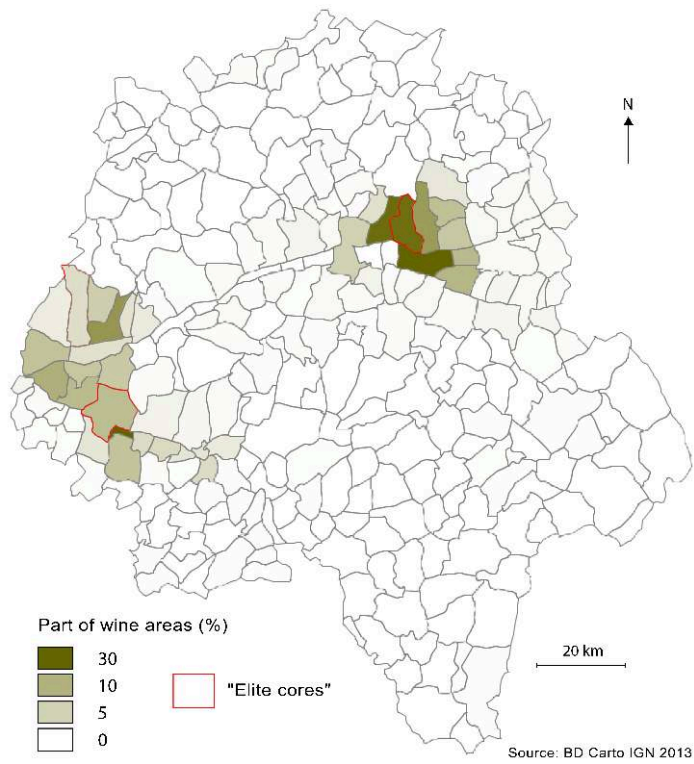 N
Part of wine areas (%)
30
10
5
0
"Elite cores"
20 km
Source: BD Carto IGN 2013